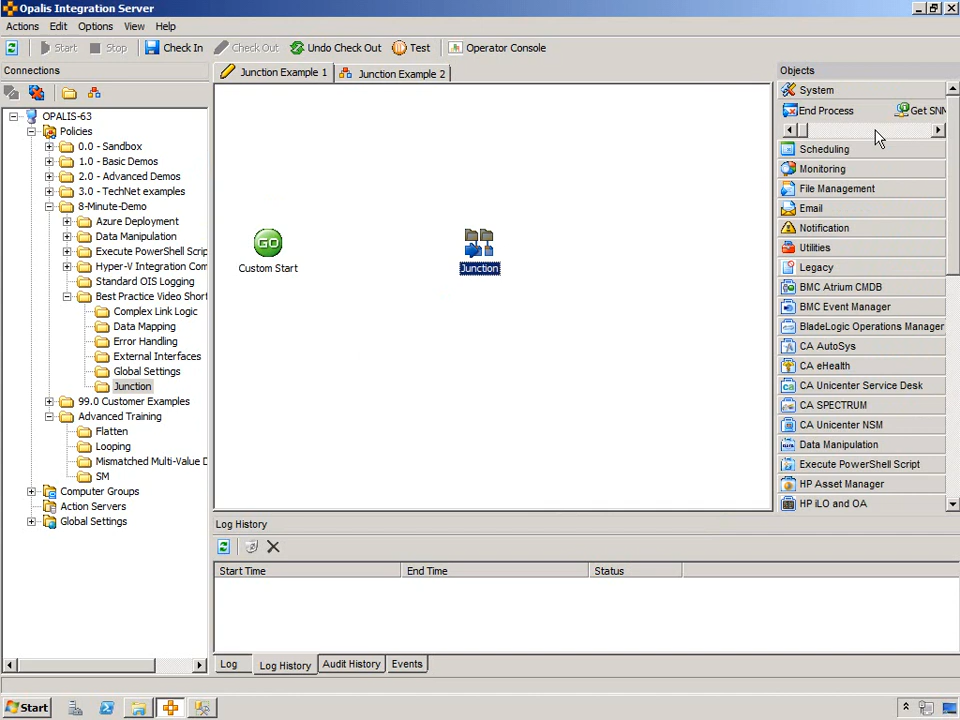 Opalis Integration Server
Actions Edit Options View Help
Start Stop Check In Check Out Undo Check Out Test Operator Console
Connections
Junction Example 1 Junction Example 2
Objects
OPALIS-63
Policies
0.0 - Sandbox
1.0 - Basic Demos
2.0 - Advanced Demos
3.0 - TechNet examples
8-Minute-Demo
Azure Deployment
Data Manipulation
Execute PowerShell Scrip
Hyper-V Integration Com
Standard OIS Logging
Best Practice Video Short
Complex Link Logic
Data Mapping
Error Handling
External Interfaces
Global Settings
Junction
99.0 Customer Examples
Advanced Training
Flatten
Looping
Mismatched Multi-Value D
SM
Computer Groups
Action Servers
Global Settings
GO
Custom Start
Junction
System
End Process Get SNM
Scheduling
Monitoring
File Management
Email
Notification
Utilities
Legacy
BMC Atrium CMDB
BMC Event Manager
BladeLogic Operations Manager
CA AutoSys
CA eHealth
CA Unicenter Service Desk
CA SPECTRUM
CA Unicenter NSM
Data Manipulation
Execute PowerShell Script
HP Asset Manager
HP iLO and OA
Log History
Start Time End Time Status
Log Log History Audit History Events
Start